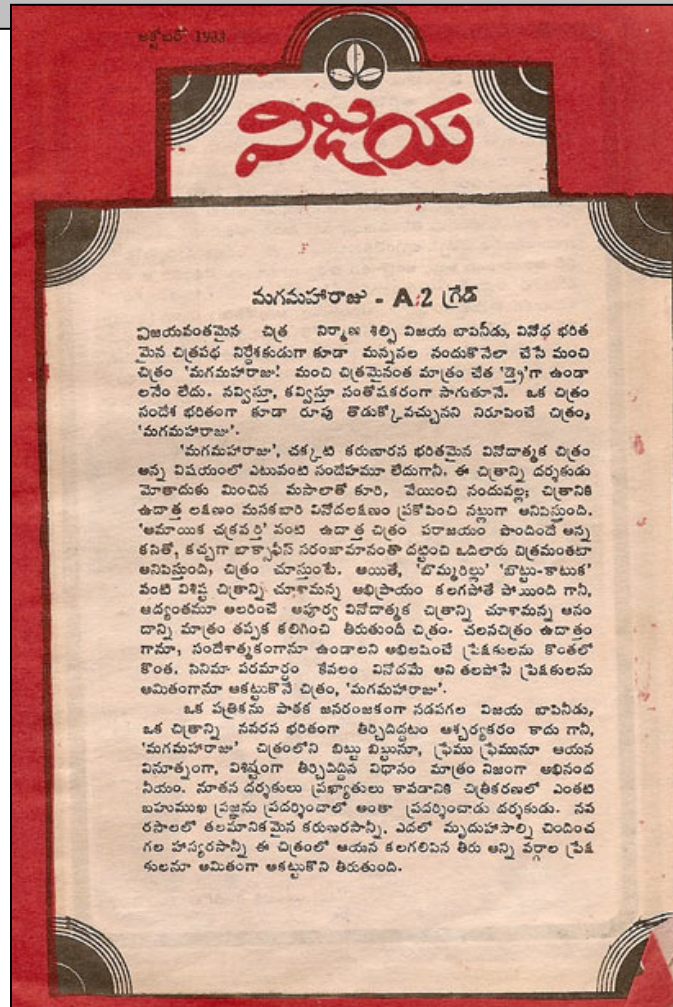 అక్టోబరు 1983
విజయ
మగమహారాజు - A.2 గ్రేడ్
విజయవంతమైన చిత్ర నిర్మాణ శిల్పి విజయ బాపినీడు, వినోధ భరిత
మైన చిత్రపథ నిర్దేశకుడుగా కూడా మన్ననల నందుకొనేలా చేసే మంచి
చిత్రం 'మగమహారాజు! మంచి చిత్రమైనంత మాత్రం చేత 'డ్రై'గా ఉండా
లనేం లేదు. నవ్విస్తూ, కవ్విస్తూ సంతోషకరంగా సాగుతూనే. ఒక చిత్రం
సందేశ భరితంగా కూడా రూపు తొడుక్కోవచ్చునని నిరూపించే చిత్రం,
'మగమహారాజు'.
'మగమహారాజు', చక్కటి కరుణారస భరితమైన వినోదాత్మక చిత్రం
అన్న విషయంలో ఎటువంటి సందేహమూ లేదుగానీ. ఈ చిత్రాన్ని దర్శకుడు
మోతాదుకు మించిన మసాలాతో కూరి, వేయించి నందువల్ల; చిత్రానికి
ఉదాత్త లక్షణం మసకబారి వినోదలక్షణం ప్రకోపించి నట్లుగా అనిపిస్తుంది.
'అమాయిక చక్రవర్తి' వంటి ఉదాత్త చిత్రం పరాజయం పొందిందే అన్న
కసితో, కచ్చగా బాక్సాఫీస్ సరంజామానంతా దట్టించి ఒదిలారు చిత్రమంతటా
అనిపిస్తుంది, చిత్రం చూస్తుంటే. అయితే, 'బొమ్మరిల్లు' 'బొట్టు-కాటుక'
వంటి విశిష్ట చిత్రాన్ని చూశామన్న అభిప్రాయం కలగపోతే పోయింది గానీ,
ఆద్యంతమూ అలరించే అపూర్వ వినోదాత్మక చిత్రాన్ని చూశామన్న ఆనం
దాన్ని మాత్రం తప్పక కలిగించి తీరుతుందీ చిత్రం. చలనచిత్రం ఉదాత్తం
గానూ, సందేశాత్మకంగానూ ఉండాలని అభిలషించే ప్రేక్షకులను కొంతలో
కొంత. సినిమా పరమార్థం కేవలం వినోదమే అని తలపోసే ప్రేక్షకులను
అమితంగానూ ఆకట్టుకొనే చిత్రం, 'మగమహారాజు'.
ఒక పత్రికను పాఠక జనరంజకంగా నడపగల విజయ బాపినీడు,
ఒక చిత్రాన్ని నవరస భరితంగా తీర్చిదిద్దటం ఆశ్చర్యకరం కాదు గానీ,
'మగమహారాజు' చిత్రంలోని బిట్టు బిట్టునూ, ఫ్రేము ఫ్రేమునూ ఆయన
వినూత్నంగా, విశిష్టంగా తీర్చిదిద్దిన విధానం మాత్రం నిజంగా అభినంద
నీయం. నూతన దర్శకులు ప్రఖ్యాతులు కావడానికి చిత్రీకరణలో ఎంతటి
బహుముఖ ప్రజ్ఞను ప్రదర్శించాలో అంతా ప్రదర్శించాడు దర్శకుడు. నవ
రసాలలో తలమానికమైన కరుణరసాన్నీ, ఎదలో మృదుహాసాల్ని చిందించ
గల హాస్యరసాన్నీ ఈ చిత్రంలో ఆయన కలగలిపిన తీరు అన్ని వర్గాల ప్రేక్ష
కులనూ అమితంగా ఆకట్టుకొని తీరుతుంది.